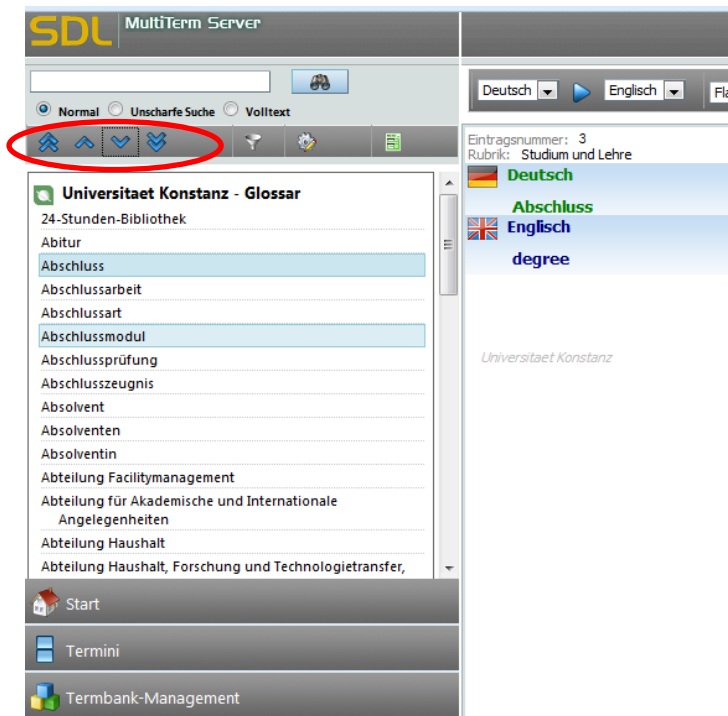 SDL MultiTerm Server
Normal Unscharfe Suche Volltext
Universitaet Konstanz - Glossar
24-Stunden-Bibliothek
Abitur
Abschluss
Abschlussarbeit
Abschlussart
Abschlussmodul
Abschlussprüfung
Abschlusszeugnis
Absolvent
Absolventen
Absolventin
Abteilung Facilitymanagement
Abteilung für Akademische und Internationale
Angelegenheiten
Abteilung Haushalt
Abteilung Haushalt, Forschung und Technologietransfer,
Start
Termini
Termbank-Management
Deutsch Englisch Fla
Eintragsnummer: 3
Rubrik: Studium und Lehre
Deutsch
Abschluss
Englisch
degree
Universitaet Konstanz